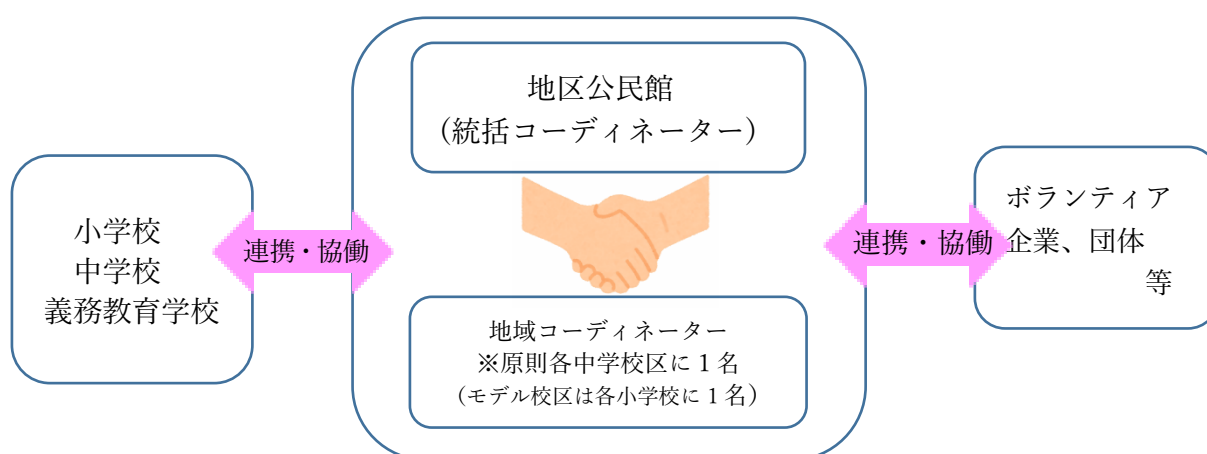 小学校
中学校
義務教育学校
連携・協働
地区公民館
(統括コーディネーター)
地域コーディネーター
※原則各中学校区に1名
(モデル校区は各小学校に1名)
連携・協働
ボランティア
企業、団体
等